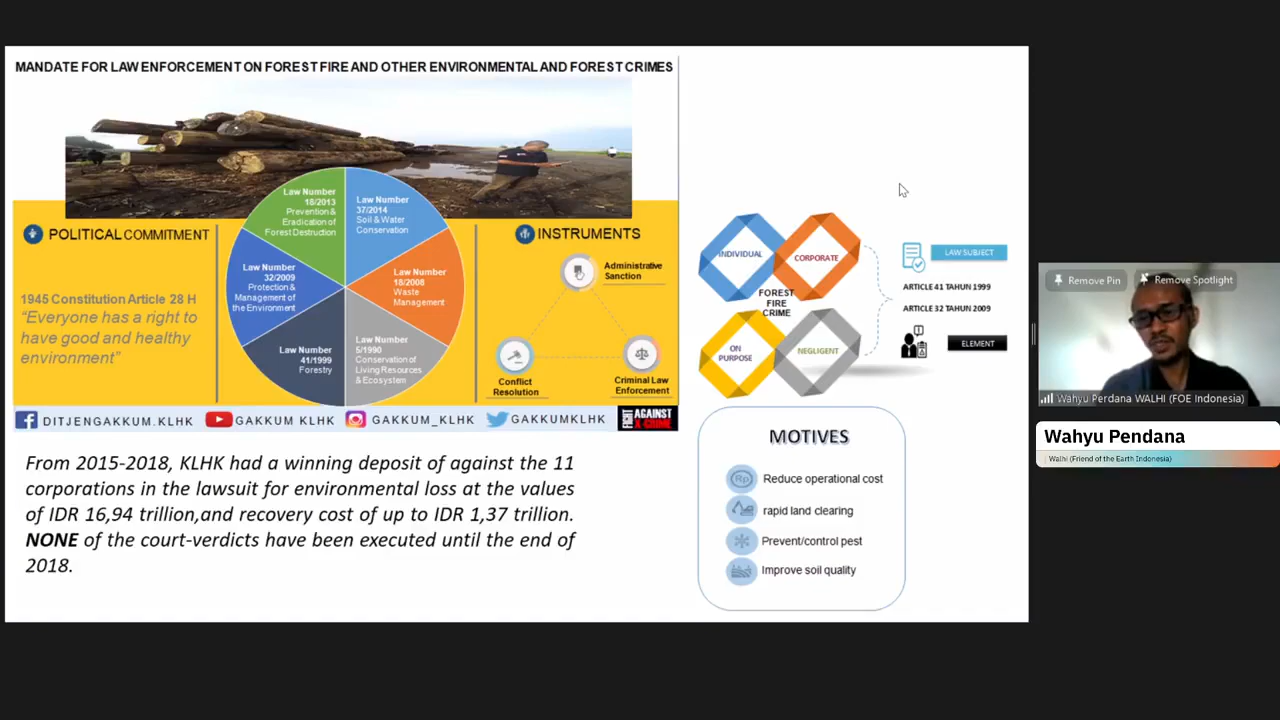 MANDATE FOR LAW ENFORCEMENT ON FOREST FIRE AND OTHER ENVIRONMENTAL AND FOREST CRIMES
POLITICAL COMMITMENT
1945 Constitution Article 28 H
“Everyone has a right to
have good and healthy
environment”
Law Number
18/2013
Prevention &
Eradication of
Forest Destruction
Law Number
37/2014
Soil & Water
Conservation
Law Number
32/2009
Protection &
Management of
the Environment
Law Number
18/2008
Waste
Management
Law Number
41/1999
Forestry
Law Number
5/1990
Conservation of
Living Resources
& Ecosystem
INSTRUMENTS
Administrative
Sanction
Conflict
Resolution
Criminal Law
Enforcement
DITJENGAKKUM.KLHK
GAKKUM KLHK
GAKKUM_KLHK
GAKKUMKLHK
FIGHT
AGAINST
X-CRIME
From 2015-2018, KLHK had a winning deposit of against the 11
corporations in the lawsuit for environmental loss at the values
of IDR 16,94 trillion,and recovery cost of up to IDR 1,37 trillion.
NONE of the court-verdicts have been executed until the end of
2018.
INDIVIDUAL
CORPORATE
FOREST
FIRE
CRIME
ON
PURPOSE
NEGLIGENT
LAW SUBJECT
ARTICLE 41 TAHUN 1999
ARTICLE 32 TAHUN 2009
ELEMENT
MOTIVES
Rp
Reduce operational cost
rapid land clearing
Prevent/control pest
Improve soil quality
Remove Pin
Remove Spotlight
Wahyu Perdana WALHI (FOE Indonesia)
Wahyu Pendana
Walhi (Friend of the Earth Indonesia)